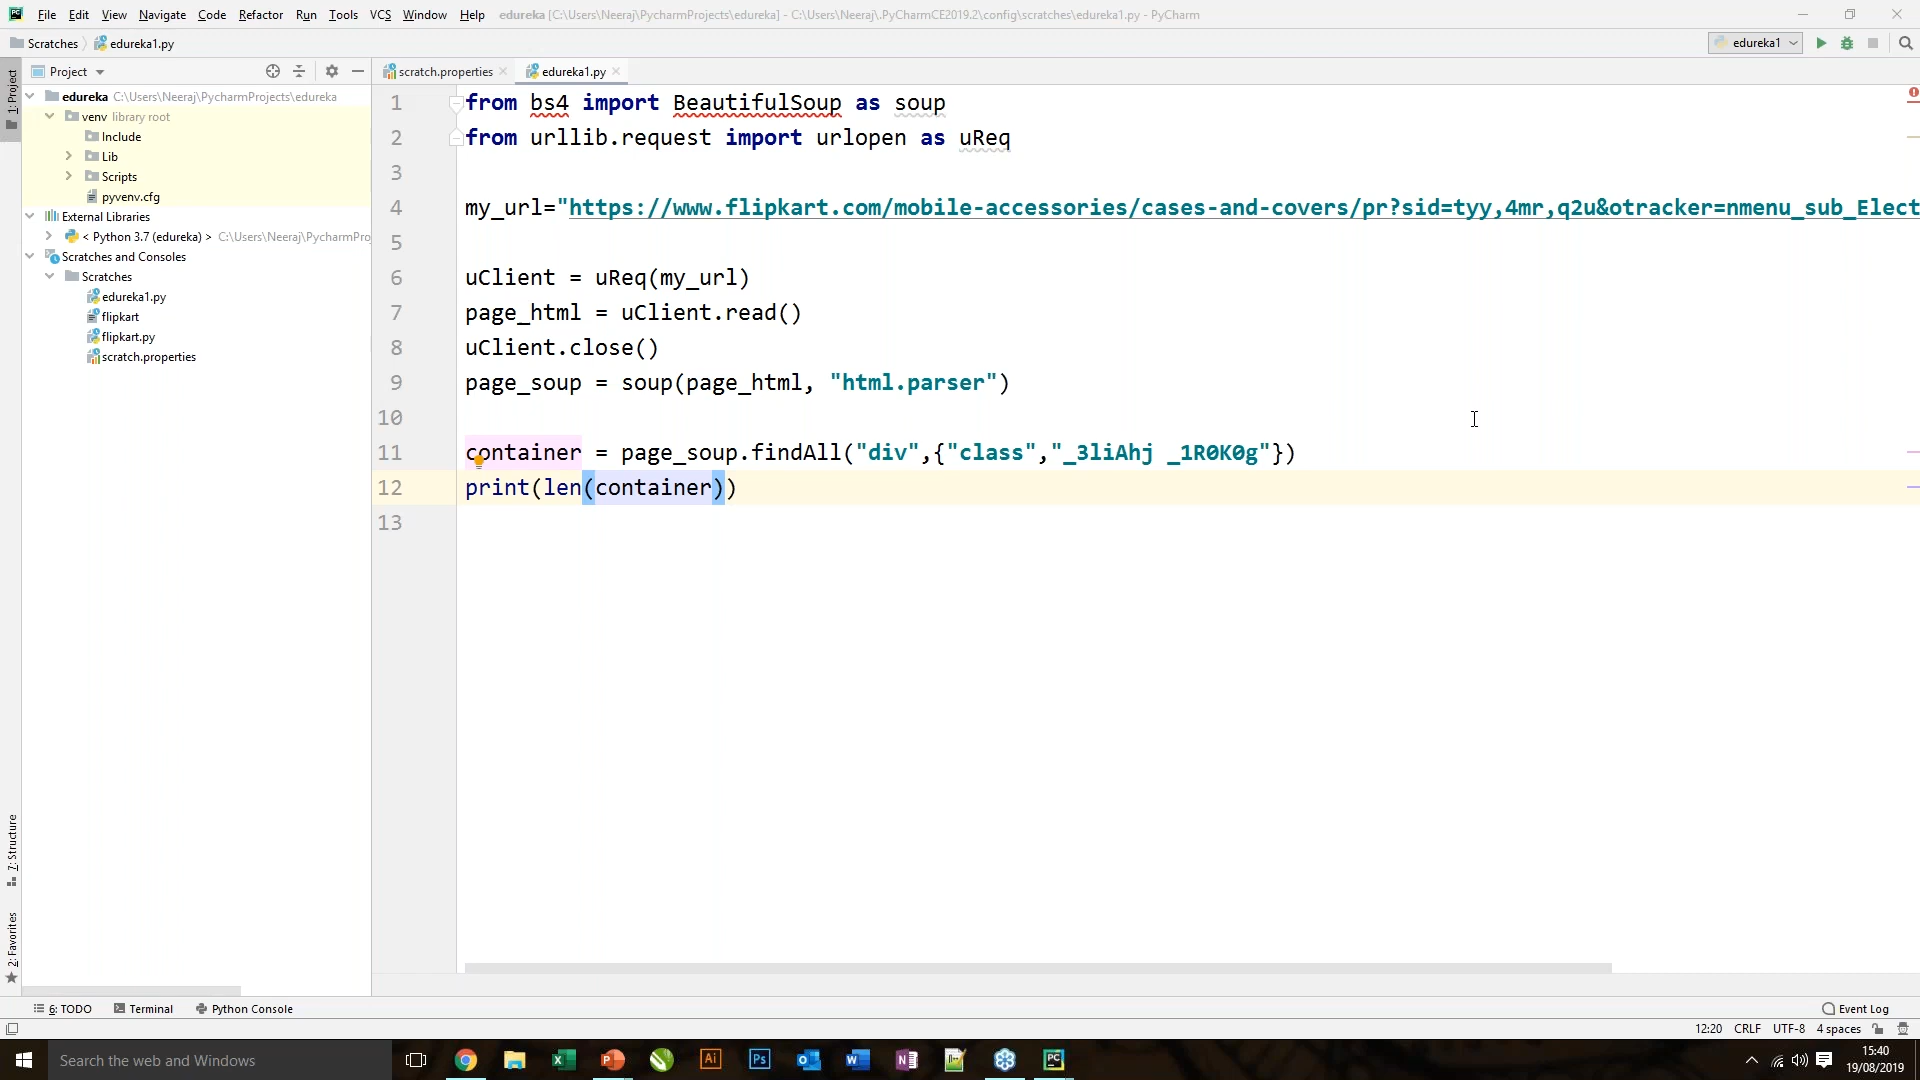 File Edit View Navigate Code Refactor Run Tools VCS Window Help edureka [C:\Users\Neeraj\PycharmProjects\edureka] - C:\Users\Neeraj\.PyCharmCE2019.2\config\scratches\edureka1.py - PyCharm
Scratches edureka1.py edureka1
Project scratch.properties edureka1.py
1: Project
edureka C:\Users\Neeraj\PycharmProjects\edureka
venv library root
Include
Lib
Scripts
pyvenv.cfg
External Libraries
< Python 3.7 (edureka) > C:\Users\Neeraj\PycharmPro
Scratches and Consoles
Scratches
edureka1.py
flipkart
flipkart.py
scratch.properties
7: Structure
2: Favorites
1 from bs4 import BeautifulSoup as soup
2 from urllib.request import urlopen as uReq
3
4 my_url="https://www.flipkart.com/mobile-accessories/cases-and-covers/pr?sid=tyy,4mr,q2u&otracker=nmenu_sub_Elect
5
6 uClient = uReq(my_url)
7 page_html = uClient.read()
8 uClient.close()
9 page_soup = soup(page_html, "html.parser")
10
11 container = page_soup.findAll("div",{"class","_3liAhj _1R0K0g"})
12 print(len(container))
13
6: TODO Terminal Python Console Event Log
12:20 CRLF UTF-8 4 spaces
Search the web and Windows
15:40
19/08/2019